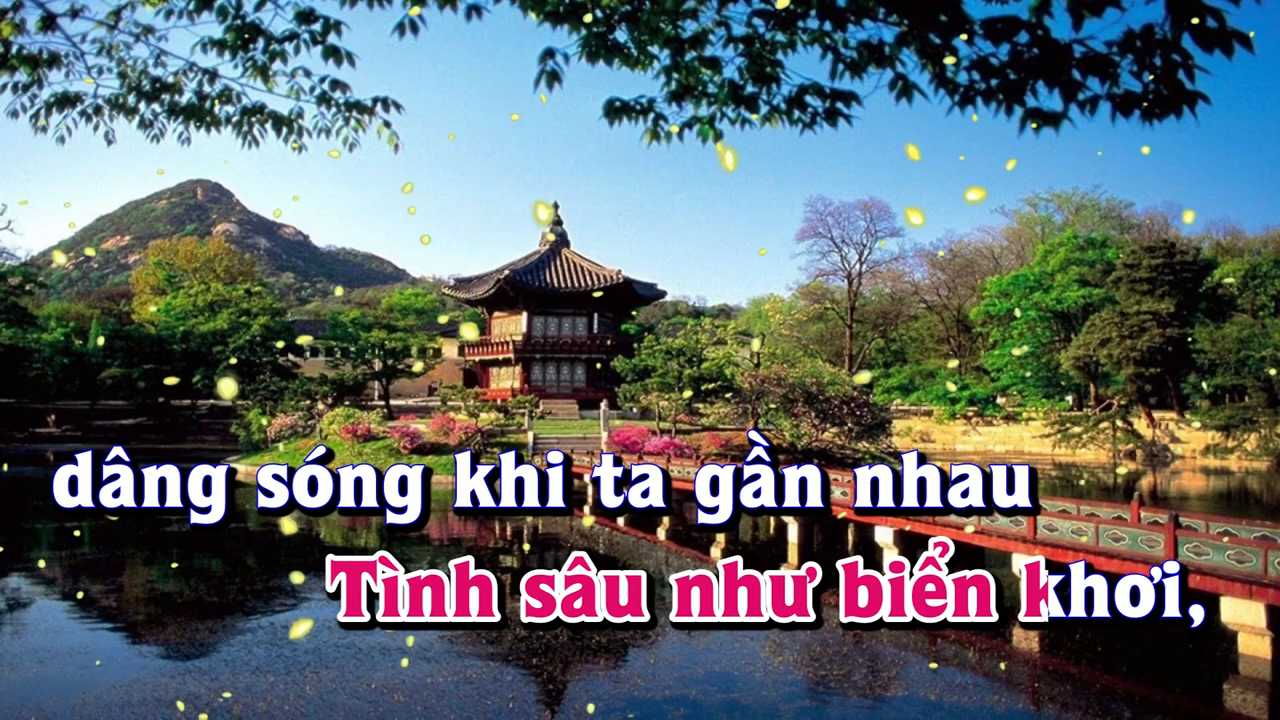 dâng sóng khi ta gần nhau
Tình sâu như biển khơi,